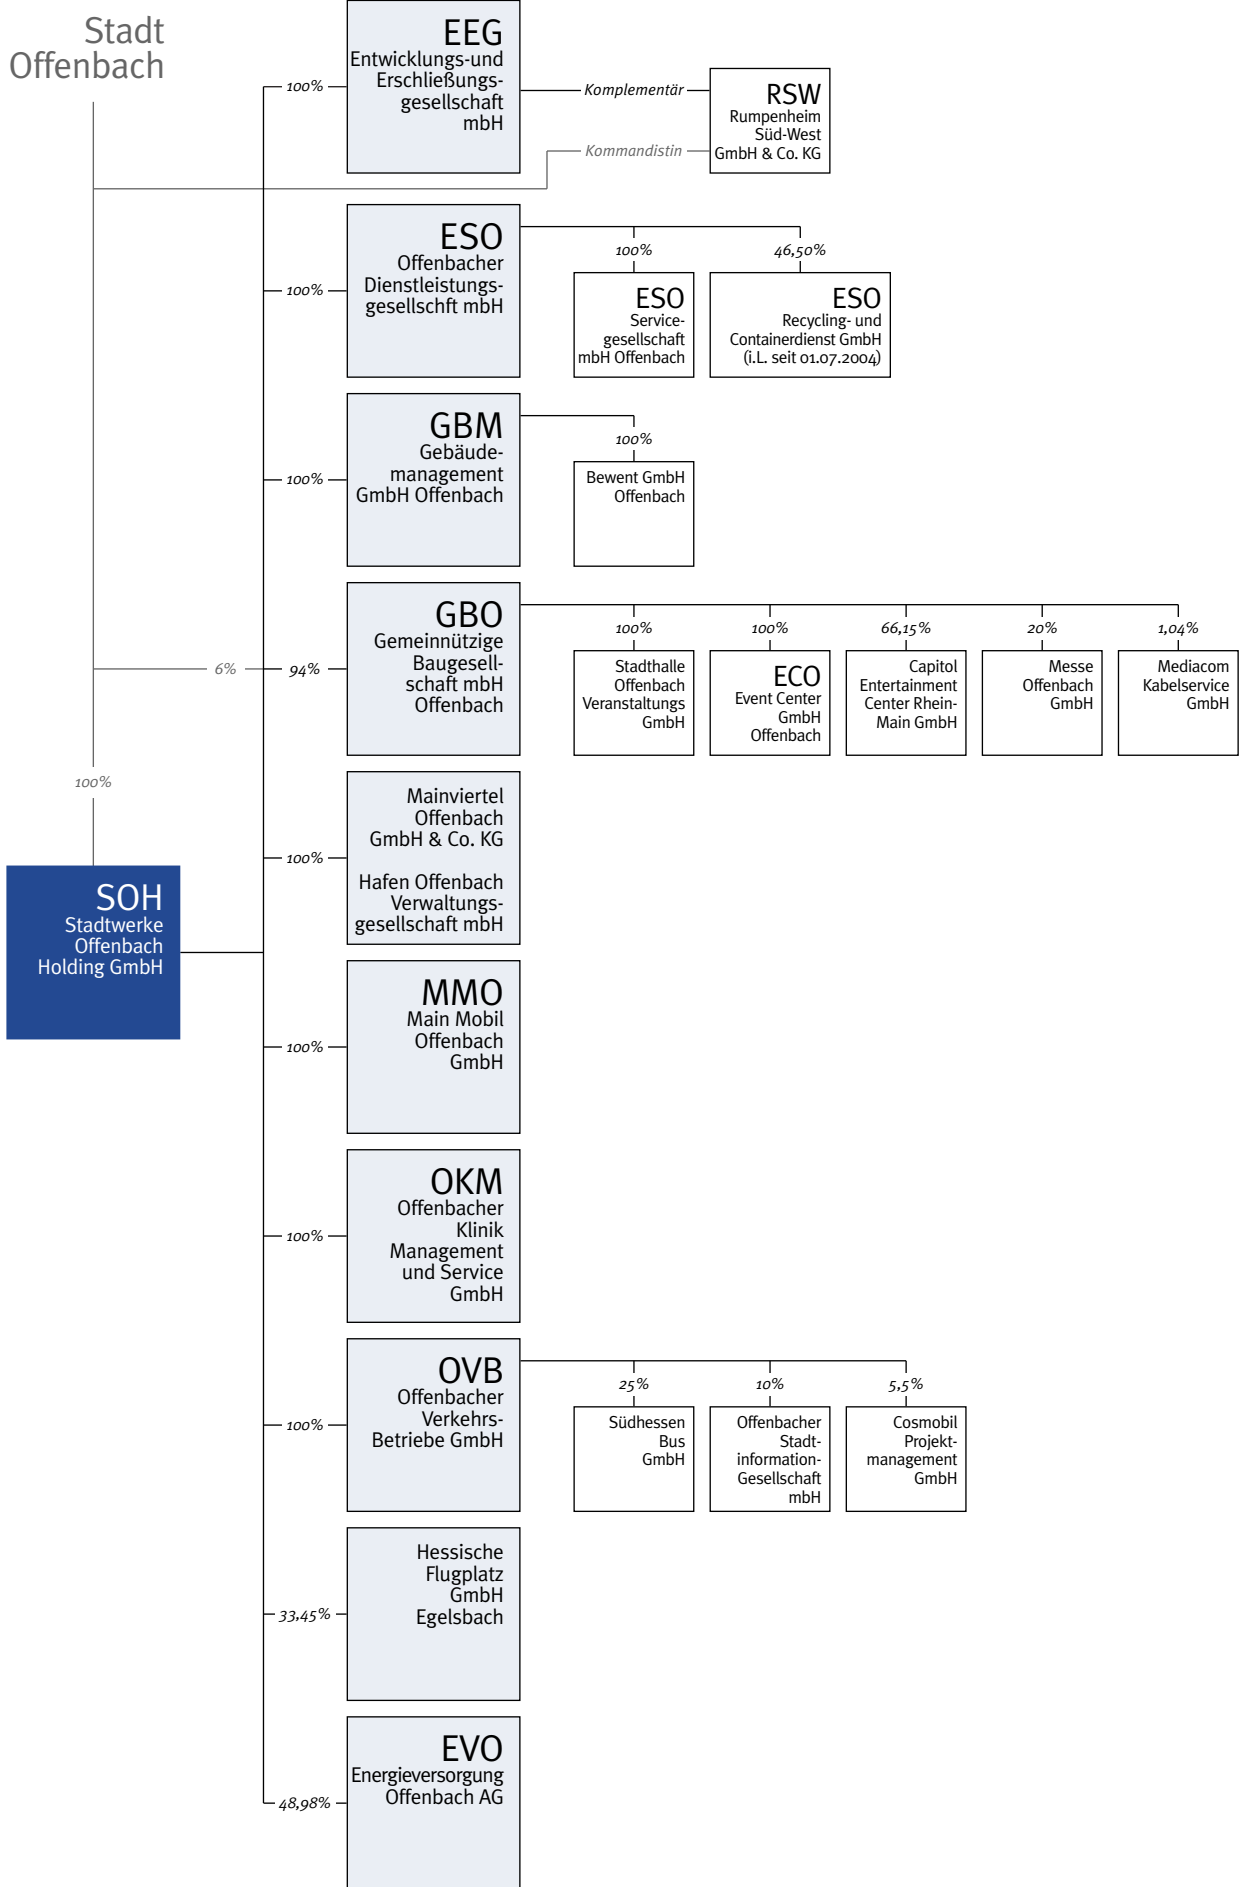 Stadt
Offenbach
EEG
Entwicklungs-und
Erschließungs-
gesellschaft
mbH
100%
Komplementär
Kommandistin
RSW
Rumpenheim
Süd-West
GmbH & Co. KG
ESO
Offenbacher
Dienstleistungs-
gesellschft mbH
100%
100%
46,50%
ESO
Service-
gesellschaft
mbH Offenbach
ESO
Recycling- und
Containerdienst GmbH
(i.L. seit 01.07.2004)
GBM
Gebäude-
management
GmbH Offenbach
100%
100%
Bewent GmbH
Offenbach
GBO
Gemeinnützige
Baugesell-
schaft mbH
Offenbach
6%
94%
100%
100%
66,15%
20%
1,04%
Stadthalle
Offenbach
Veranstaltungs
GmbH
ECO
Event Center
GmbH
Offenbach
Capitol
Entertainment
Center Rhein-
Main GmbH
Messe
Offenbach
GmbH
Mediacom
Kabelservice
GmbH
100%
Mainviertel
Offenbach
GmbH & Co. KG
Hafen Offenbach
Verwaltungs-
gesellschaft mbH
100%
SOH
Stadtwerke
Offenbach
Holding GmbH
MMO
Main Mobil
Offenbach
GmbH
100%
OKM
Offenbacher
Klinik
Management
und Service
GmbH
100%
OVB
Offenbacher
Verkehrs-
Betriebe GmbH
100%
25%
10%
5,5%
Südhessen
Bus
GmbH
Offenbacher
Stadt-
information-
Gesellschaft
mbH
Cosmobil
Projekt-
management
GmbH
Hessische
Flugplatz
GmbH
Egelsbach
33,45%
EVO
Energieversorgung
Offenbach AG
48,98%